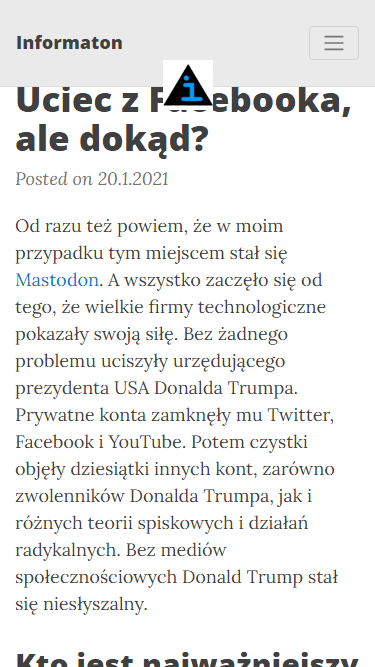 Informaton
i
Uciec z Facebooka,
ale dokąd?
Posted on 20.1.2021
Od razu też powiem, że w moim
przypadku tym miejscem stał się
Mastodon. A wszystko zaczęło się od
tego, że wielkie firmy technologiczne
pokazały swoją siłę. Bez żadnego
problemu uciszyły urzędującego
prezydenta USA Donalda Trumpa.
Prywatne konta zamknęły mu Twitter,
Facebook i YouTube. Potem czystki
objęły dziesiątki innych kont, zarówno
zwolenników Donalda Trumpa, jak i
różnych teorii spiskowych i działań
radykalnych. Bez mediów
społecznościowych Donald Trump stał
się niesłyszalny.
Kto jest najważniejszy